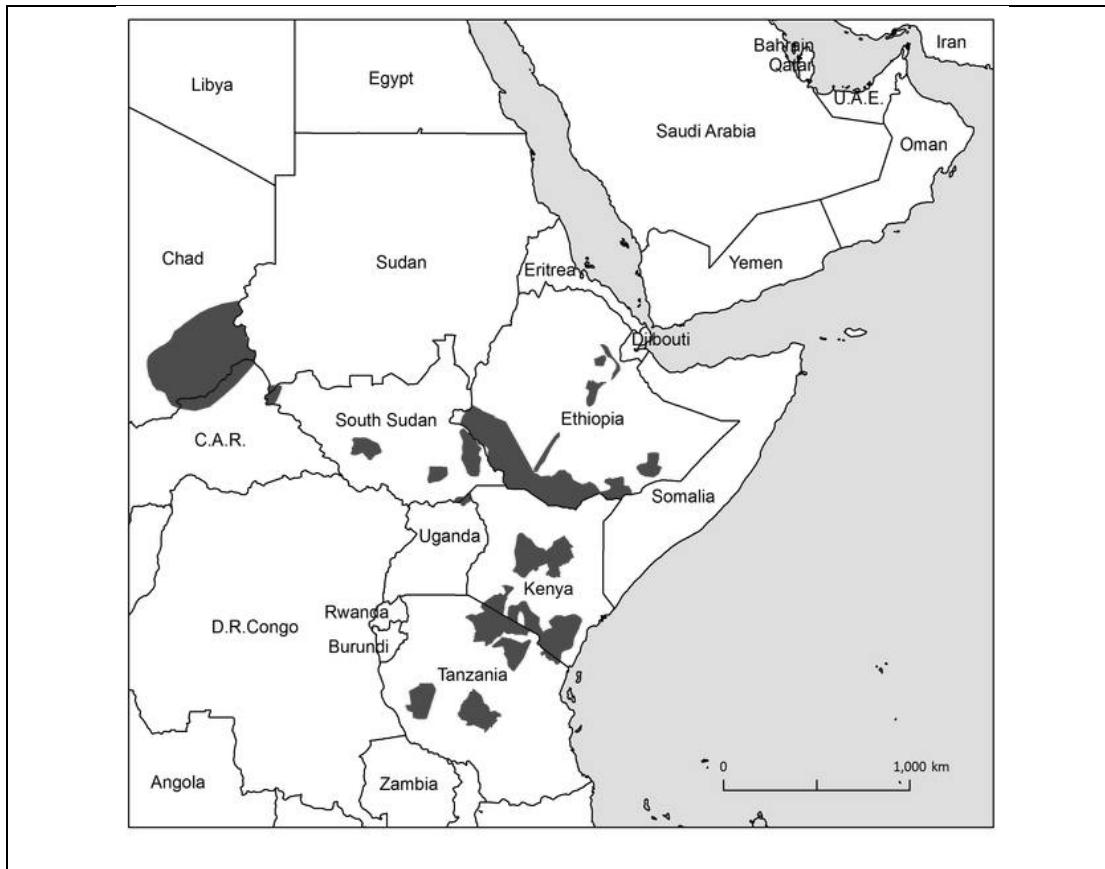 Bahrain
Iran
Qatar
Libya
Egypt
U.A.E.
Saudi Arabia
Oman
Chad
Sudan
Eritrea
Yemen
Djibouti
South Sudan
Ethiopia
C.A.R.
Somalia
Uganda
Kenya
Rwanda
D.R.Congo
Burundi
Tanzania
0
1,000 km
Angola
Zambia